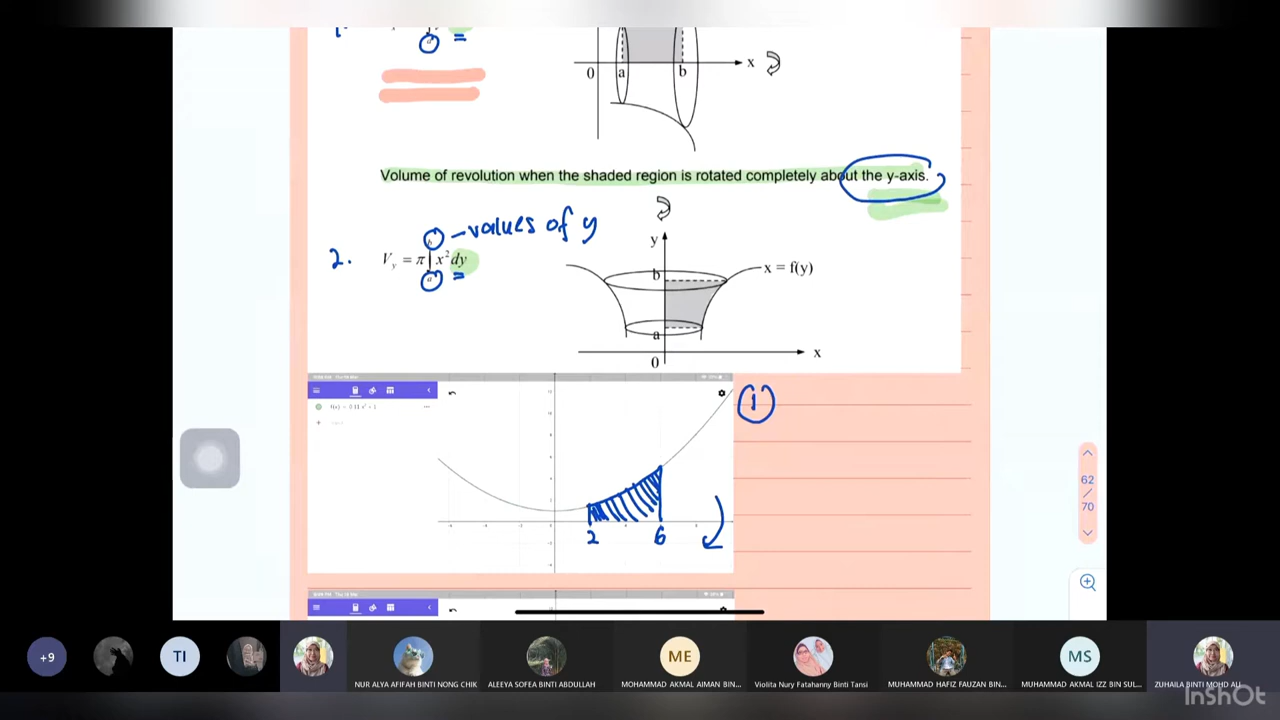 1.
a
0 a b x
Volume of revolution when the shaded region is rotated completely about the y-axis.
b – values of y
y
2. V_y = π∫ x² dy
a
b
x = f(y)
a
0
x
①
2 6
62
/
70
+9
TI
NUR ALYA AFIFAH BINTI NONG CHIK
ALEEYA SOFEA BINTI ABDULLAH
ME
MOHAMMAD AKMAL AIMAN BIN...
Violita Nury Fatahanny Binti Tansi
MUHAMMAD HAFIZ FAUZAN BIN...
MS
MUHAMMAD AKMAL IZZ BIN SUL...
ZUHAILA BINTI MOHD ALI
InShOt